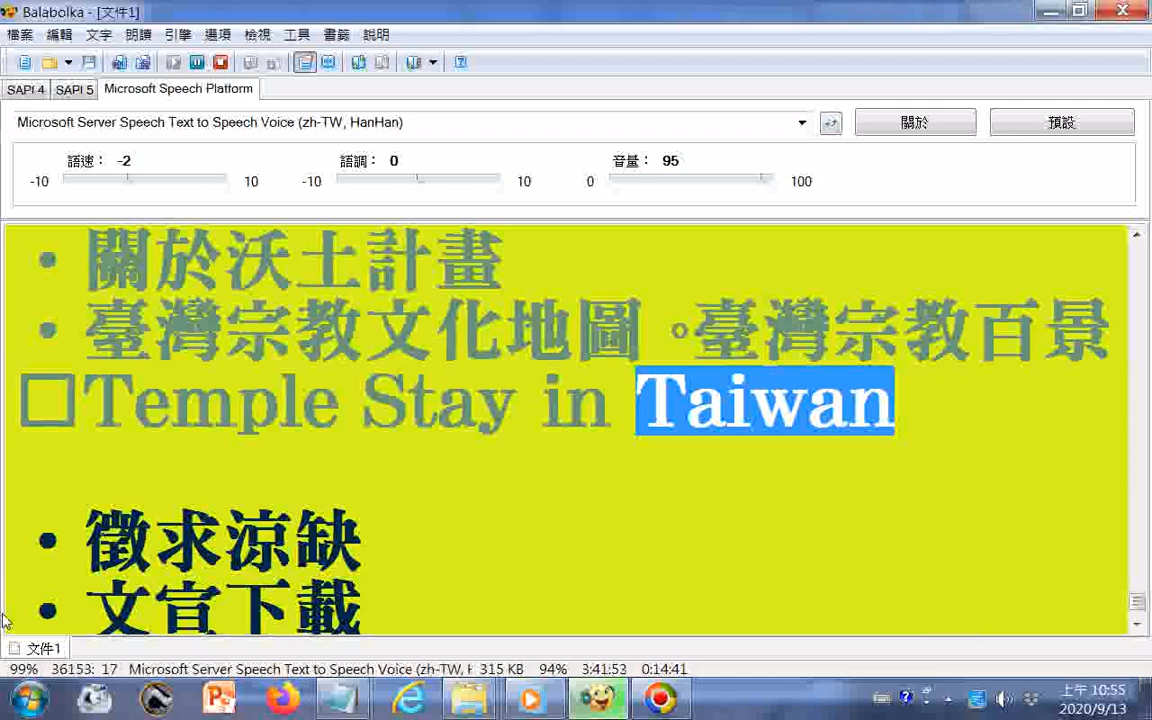 Balabolka - [文件1]
檔案 編輯 文字 朗讀 引擎 選項 檢視 工具 書籤 說明
SAPI 4 SAPI 5 Microsoft Speech Platform
Microsoft Server Speech Text to Speech Voice (zh-TW, HanHan) 關於 預設
語速： -2 語調： 0 音量： 95
-10 10 -10 10 0 100
• 關於沃土計畫
• 臺灣宗教文化地圖 。臺灣宗教百景
□Temple Stay in Taiwan
• 徵求涼缺
• 文宣下載
文件1
99% 36153: 17 Microsoft Server Speech Text to Speech Voice (zh-TW, H 315 KB 94% 3:41:53 0:14:41
上午 10:55
2020/9/13